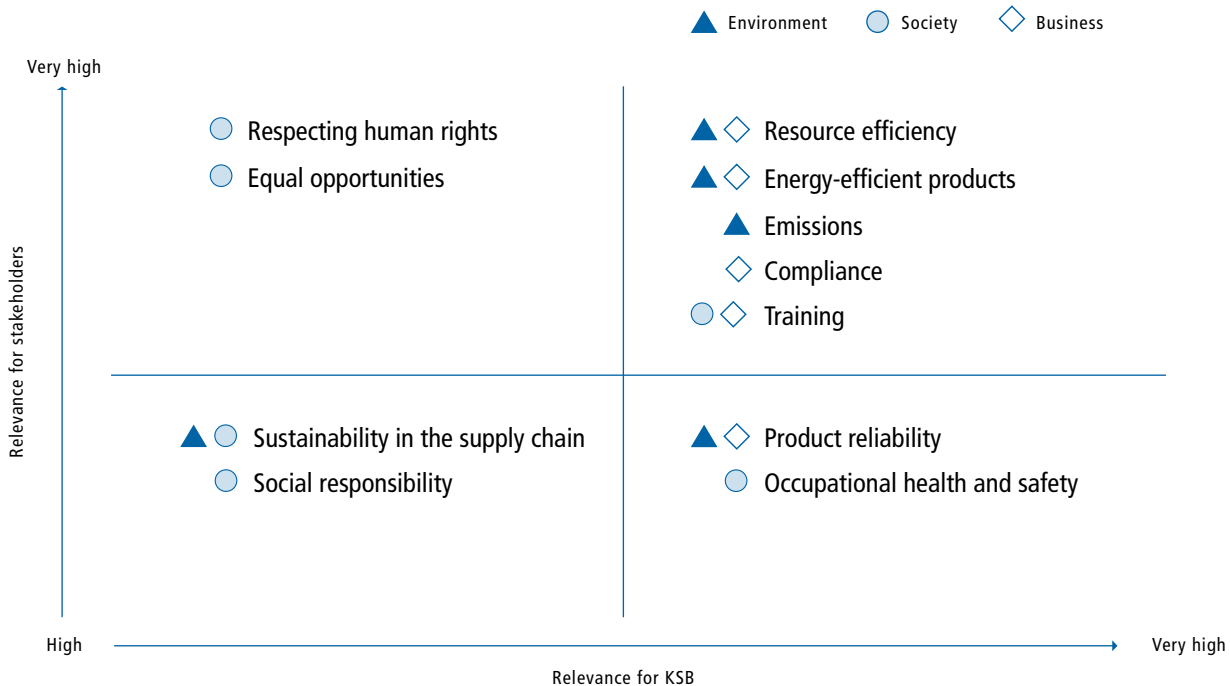 Environment
Society
Business
Very high
Respecting human rights
Equal opportunities
Resource efficiency
Energy-efficient products
Emissions
Compliance
Training
Relevance for stakeholders
Sustainability in the supply chain
Social responsibility
Product reliability
Occupational health and safety
High
Very high
Relevance for KSB